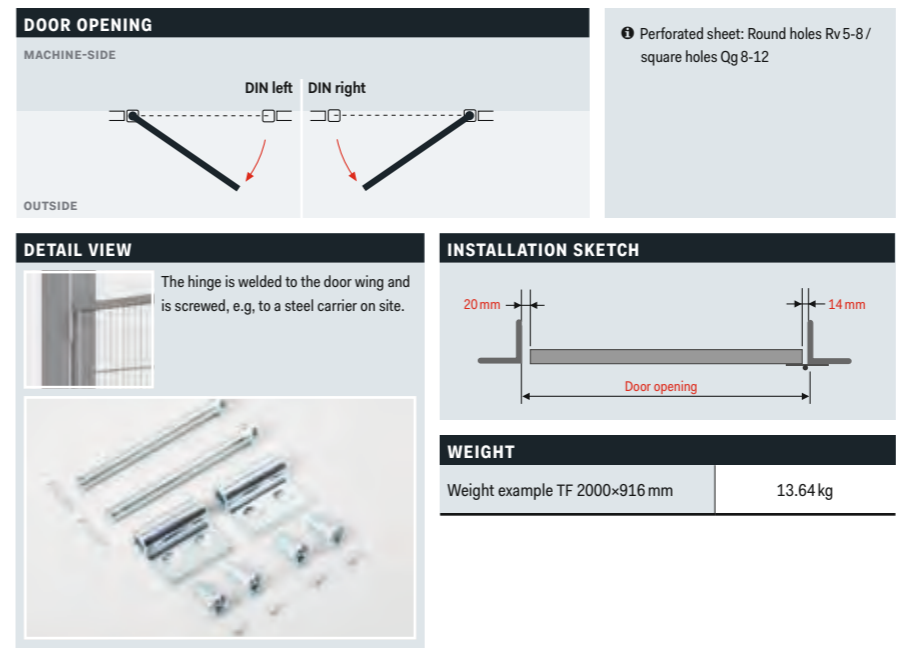 DOOR OPENING
MACHINE-SIDE
DIN left
DIN right
OUTSIDE
ℹ Perforated sheet: Round holes Rv 5-8 /
square holes Qg 8-12
DETAIL VIEW
The hinge is welded to the door wing and
is screwed, e.g, to a steel carrier on site.
INSTALLATION SKETCH
20 mm
14 mm
Door opening
WEIGHT
Weight example TF 2000×916 mm
13.64 kg